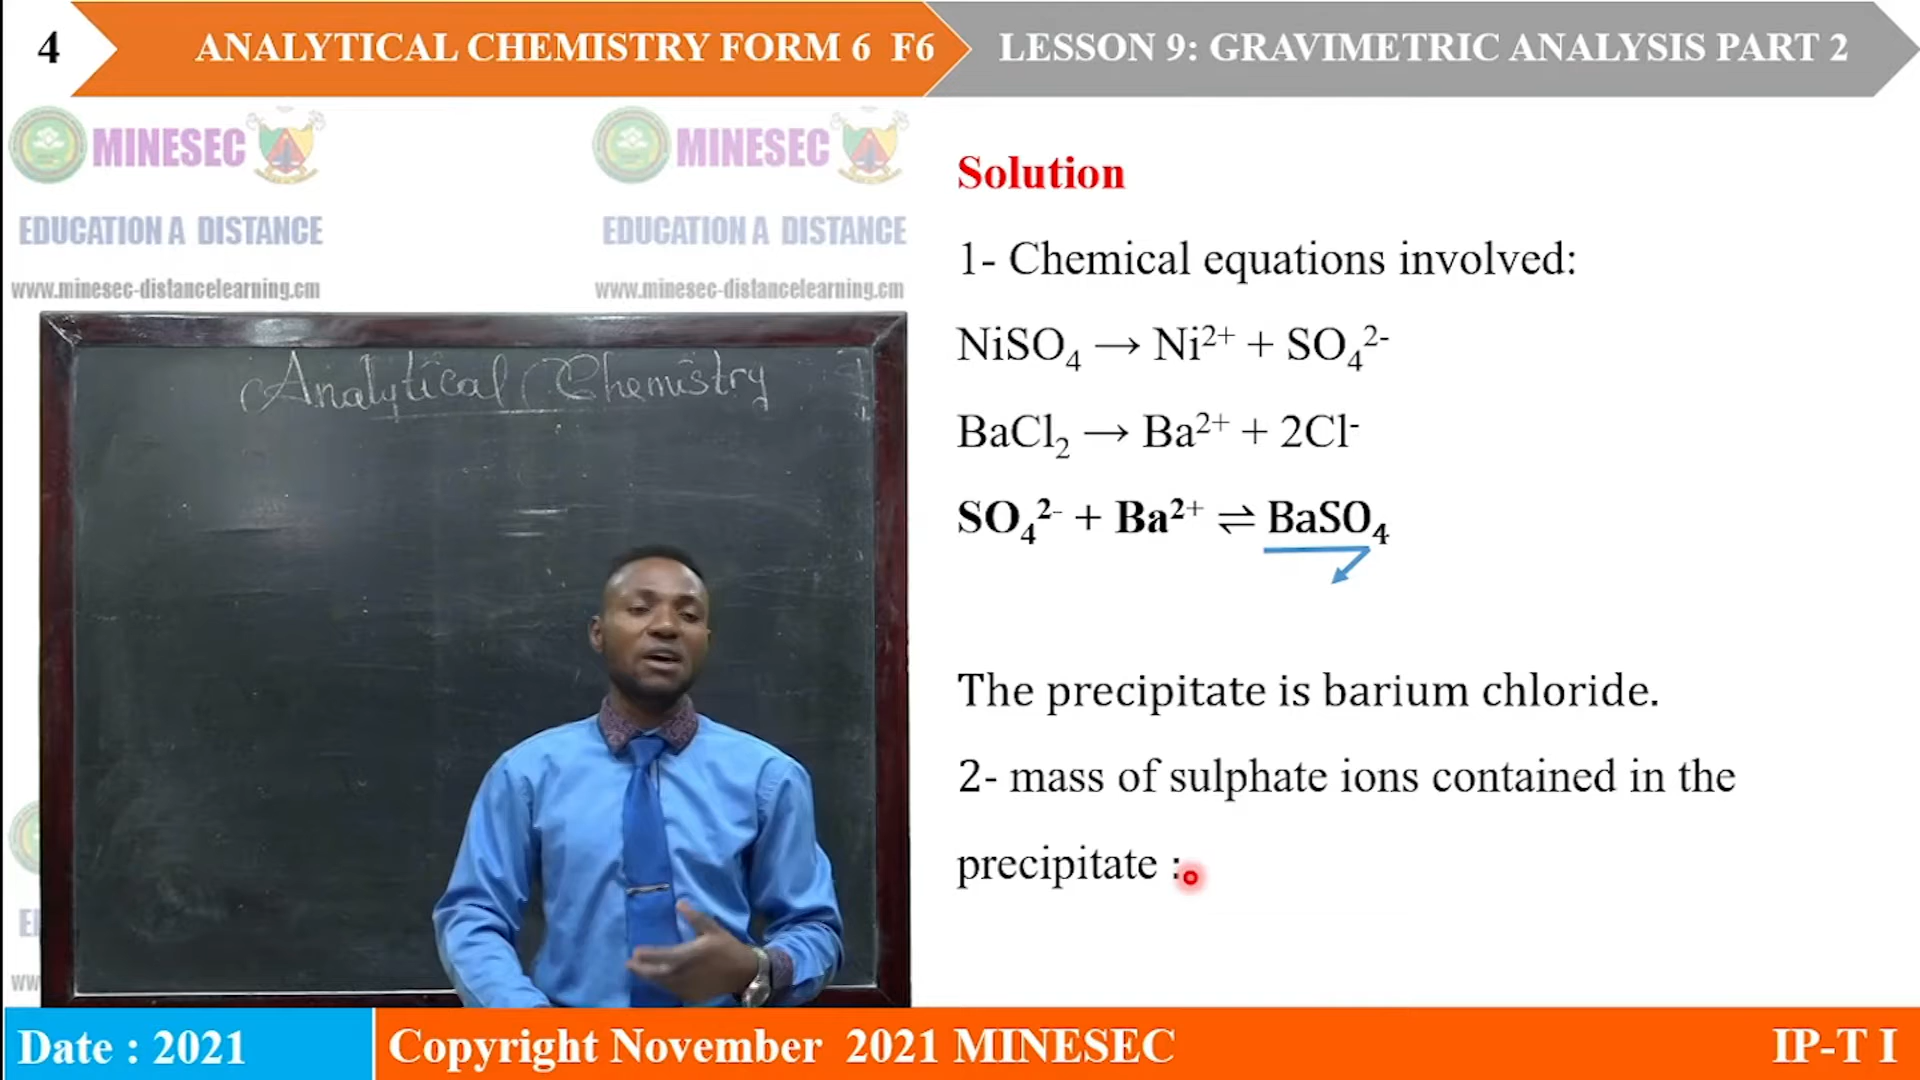 4
ANALYTICAL CHEMISTRY FORM 6 F6
LESSON 9: GRAVIMETRIC ANALYSIS PART 2
MINESEC
EDUCATION A DISTANCE
www.minesec-distancelearning.cm
MINESEC
EDUCATION A DISTANCE
www.minesec-distancelearning.cm
Analytical Chemistry
Solution
1- Chemical equations involved:
NiSO₄ → Ni²⁺ + SO₄²⁻
BaCl₂ → Ba²⁺ + 2Cl⁻
SO₄²⁻ + Ba²⁺ ⇌ BaSO₄
The precipitate is barium chloride.
2- mass of sulphate ions contained in the
precipitate :
Date : 2021
Copyright November 2021 MINESEC
IP-T I